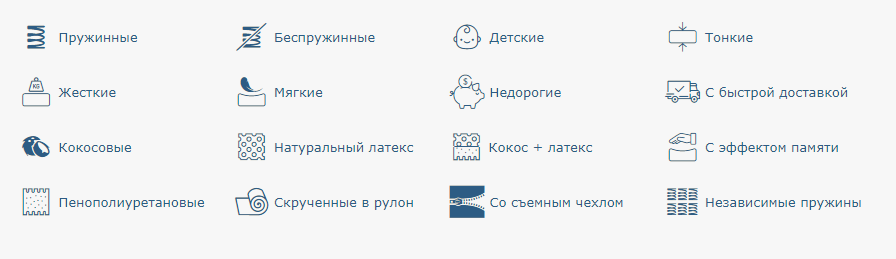 Пружинные
Беспружинные
Детские
Тонкие
KG
Жесткие
Мягкие
$
Недорогие
С быстрой доставкой
Кокосовые
Натуральный латекс
Кокос + латекс
С эффектом памяти
Пенополиуретановые
Скрученные в рулон
Со съемным чехлом
Независимые пружины